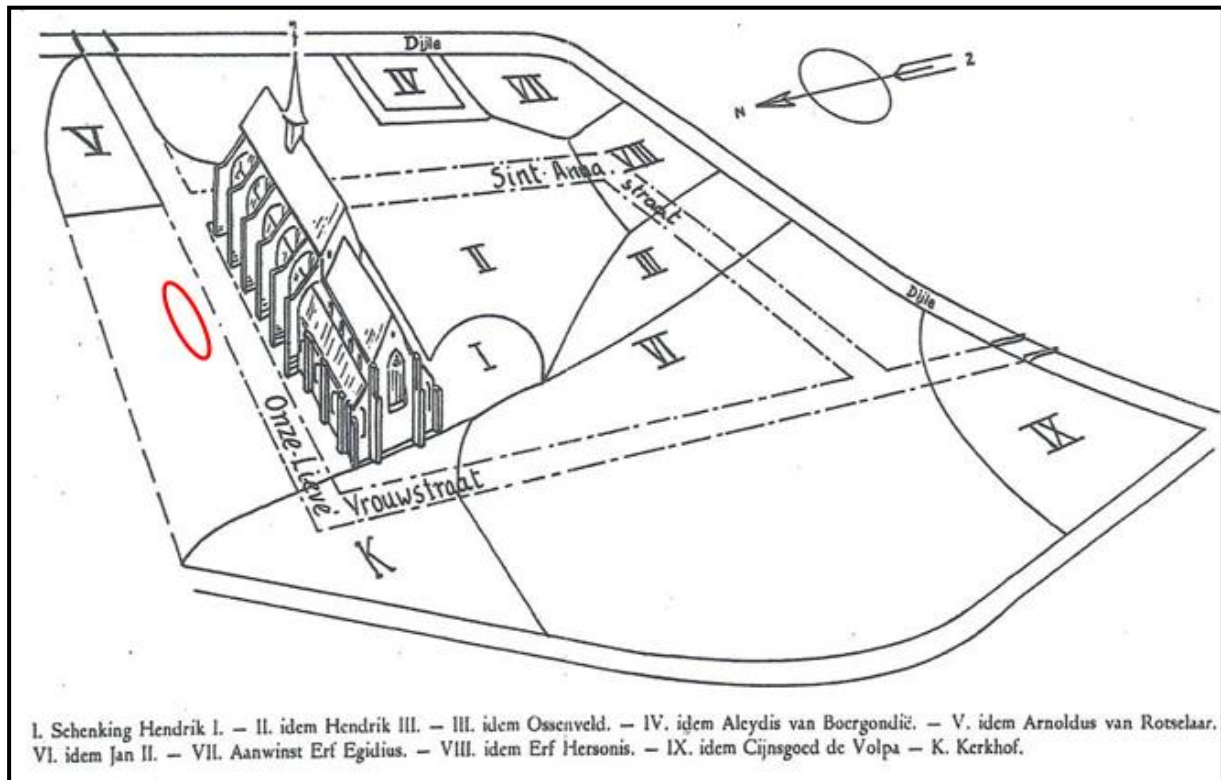 Dijle
N
Z
IV
VII
V
VIII
Sint-Anna
straat
II
III
Dijle
I
VI
IX
Onze-Lieve-
Vrouwstraat
K
I. Schenking Hendrik I. — II. idem Hendrik III. — III. idem Ossenveld. — IV. idem Aleydis van Boergondië. — V. idem Arnoldus van Rotselaar.
VI. idem Jan II. — VII. Aanwinst Erf Egidius. — VIII. idem Erf Hersonis. — IX. idem Cijnsgoed de Volpa — K. Kerkhof.